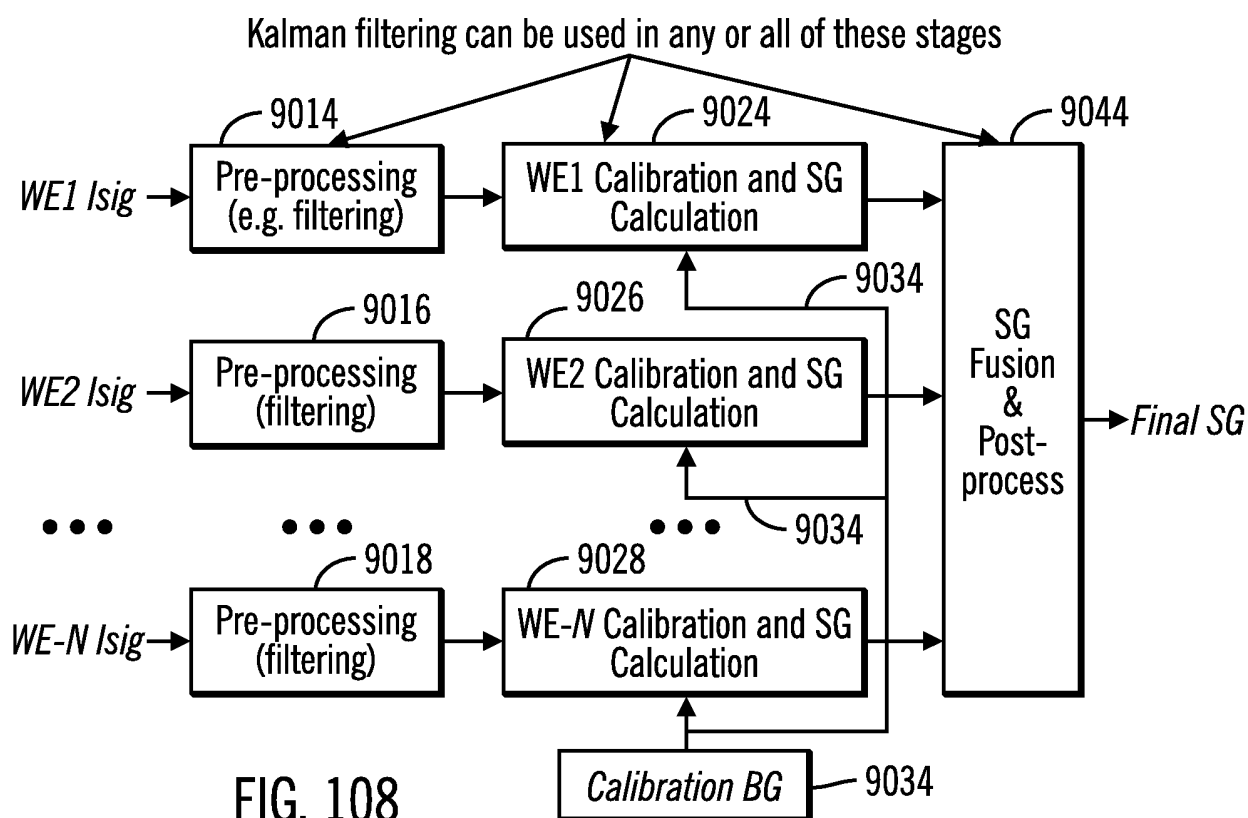 Kalman filtering can be used in any or all of these stages
9014
9024
9044
WE1 Isig
Pre-processing
(e.g. filtering)
WE1 Calibration and SG
Calculation
9034
9016
9026
WE2 Isig
Pre-processing
(filtering)
WE2 Calibration and SG
Calculation
SG
Fusion
&
Post-
process
Final SG
9034
9018
9028
WE-N Isig
Pre-processing
(filtering)
WE-N Calibration and SG
Calculation
Calibration BG
9034
FIG. 108